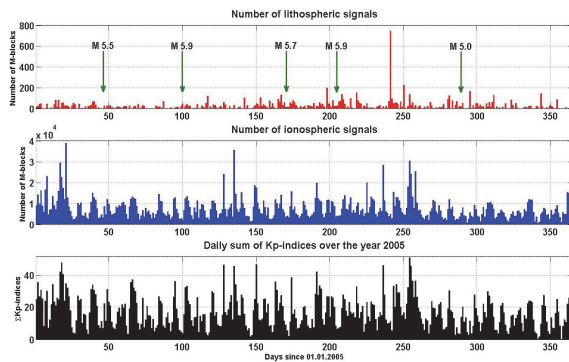 Number of lithospheric signals
Number of M-blocks
800
600
400
200
0
M 5.5
M 5.9
M 5.7
M 5.9
M 5.0
50 100 150 200 250 300 350
Number of ionospheric signals
x 10⁴
Number of M-blocks
4
3
2
1
0
50 100 150 200 250 300 350
Daily sum of Kp-indices over the year 2005
ΣKp-indices
40
20
0
50 100 150 200 250 300 350
Days since 01.01.2005